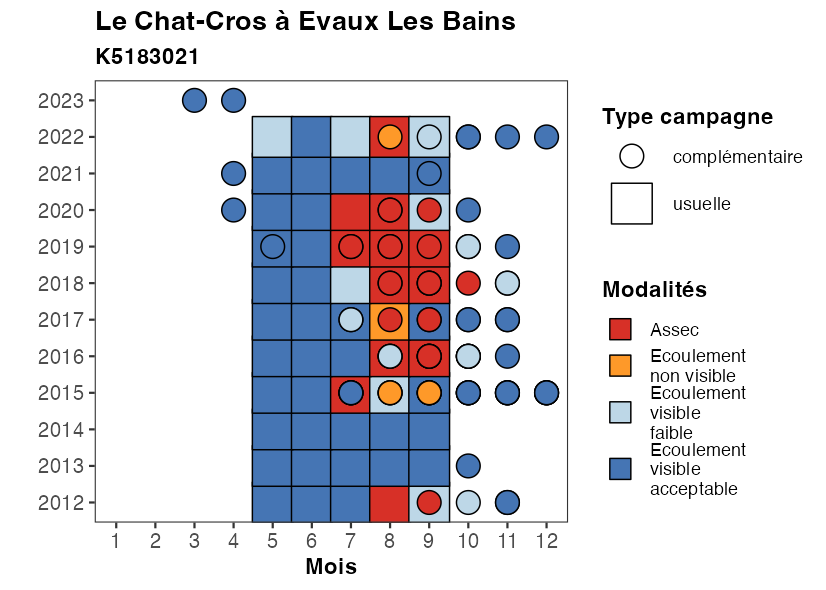 Le Chat-Cros à Evaux Les Bains
K5183021
2023
2022
2021
2020
2019
2018
2017
2016
2015
2014
2013
2012
1 2 3 4 5 6 7 8 9 10 11 12
Mois
Type campagne
complémentaire
usuelle
Modalités
Assec
Ecoulement
non visible
Ecoulement
visible
faible
Ecoulement
visible
acceptable